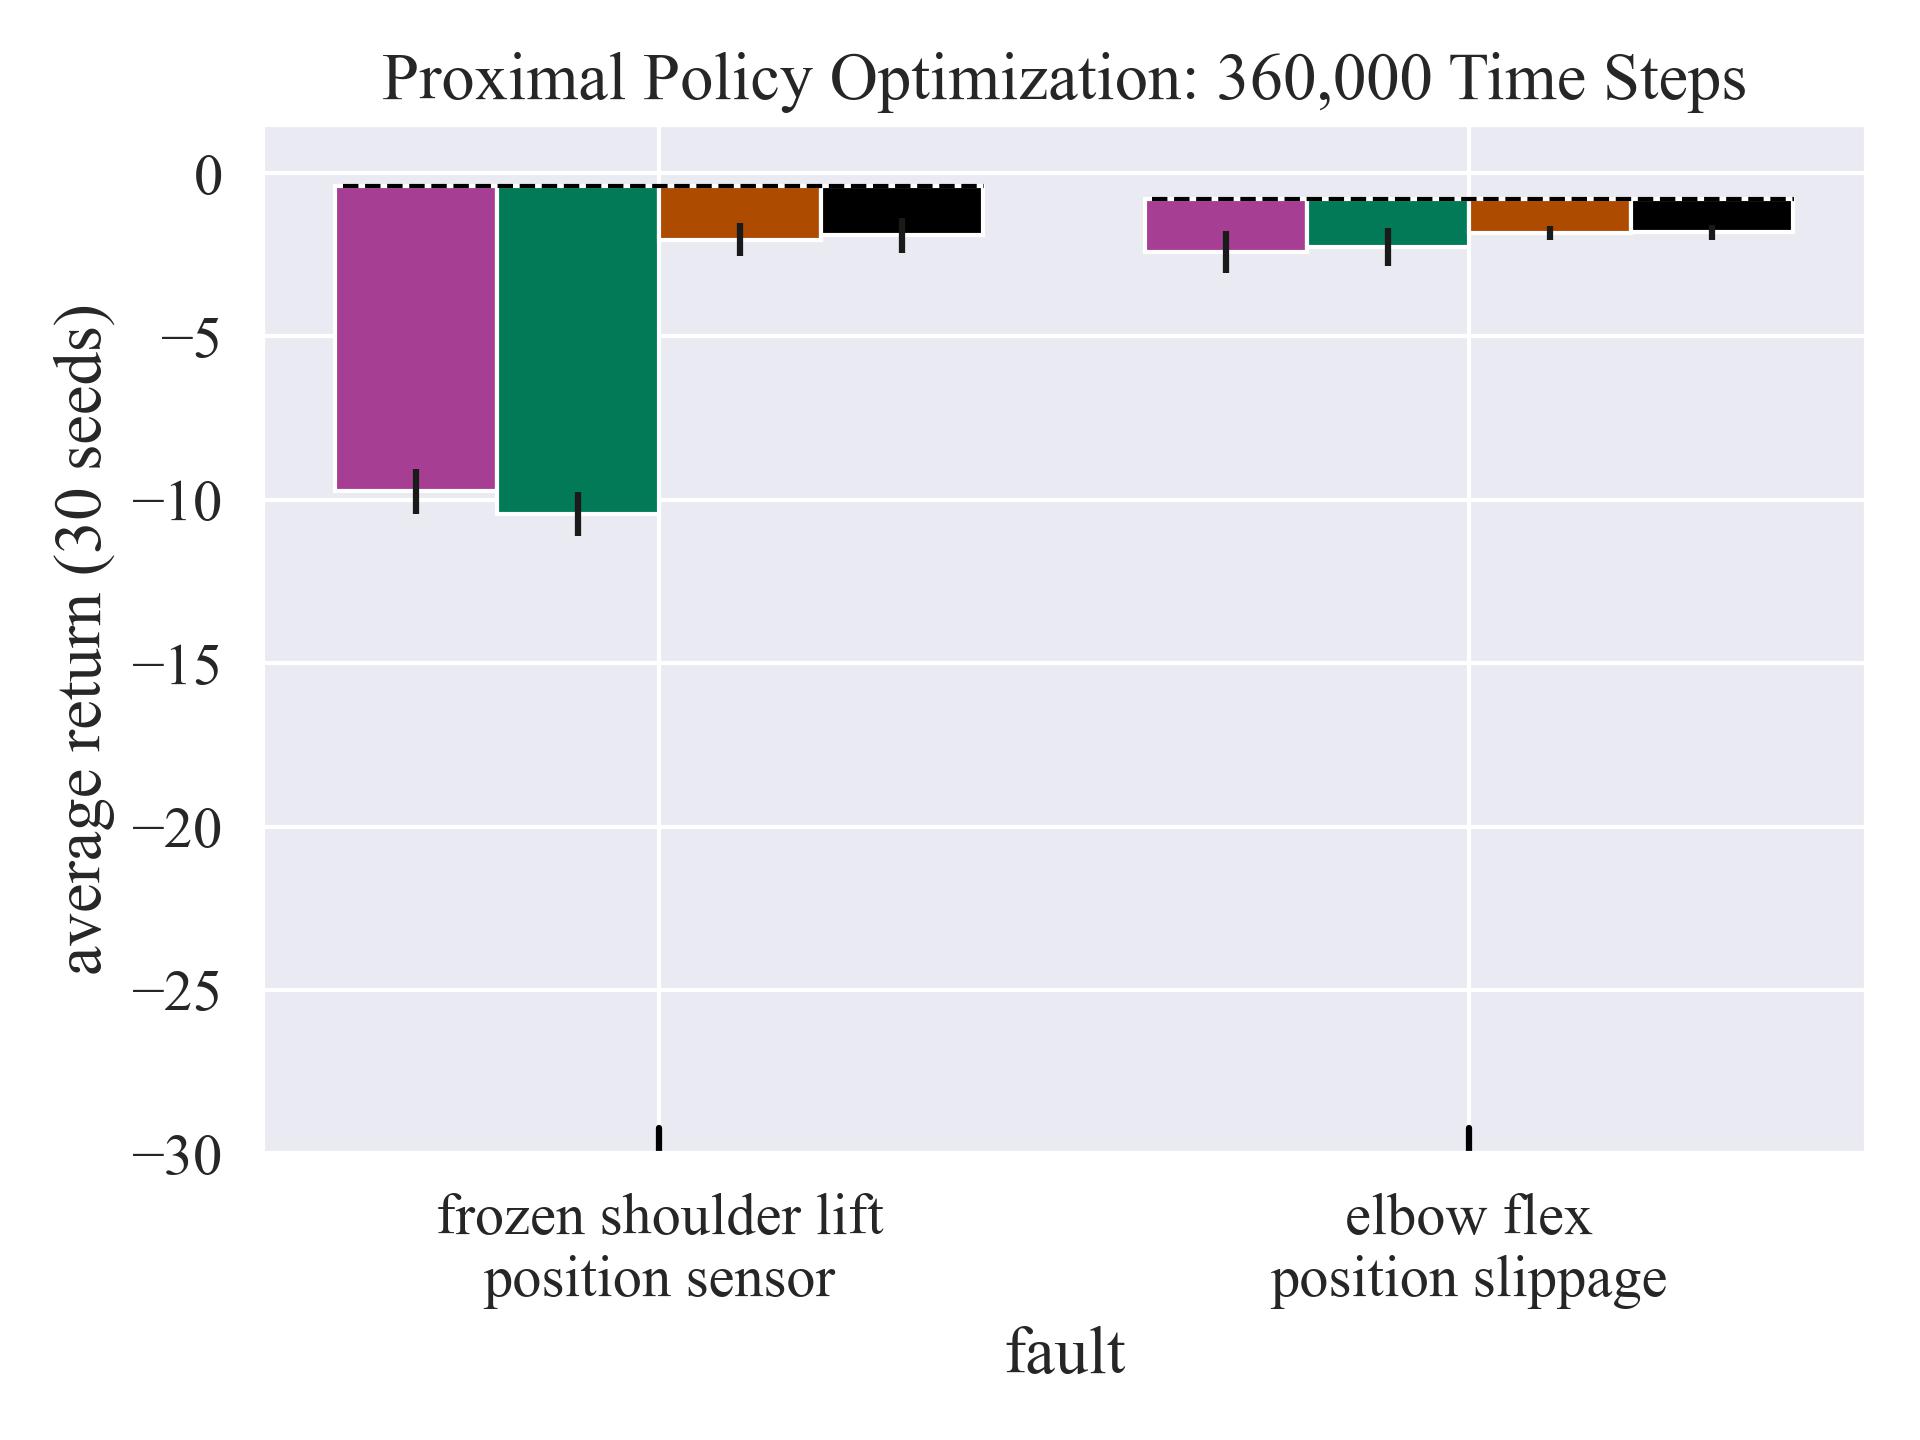 Proximal Policy Optimization: 360,000 Time Steps
average return (30 seeds)
0
−5
−10
−15
−20
−25
−30
frozen shoulder lift
position sensor
elbow flex
position slippage
fault